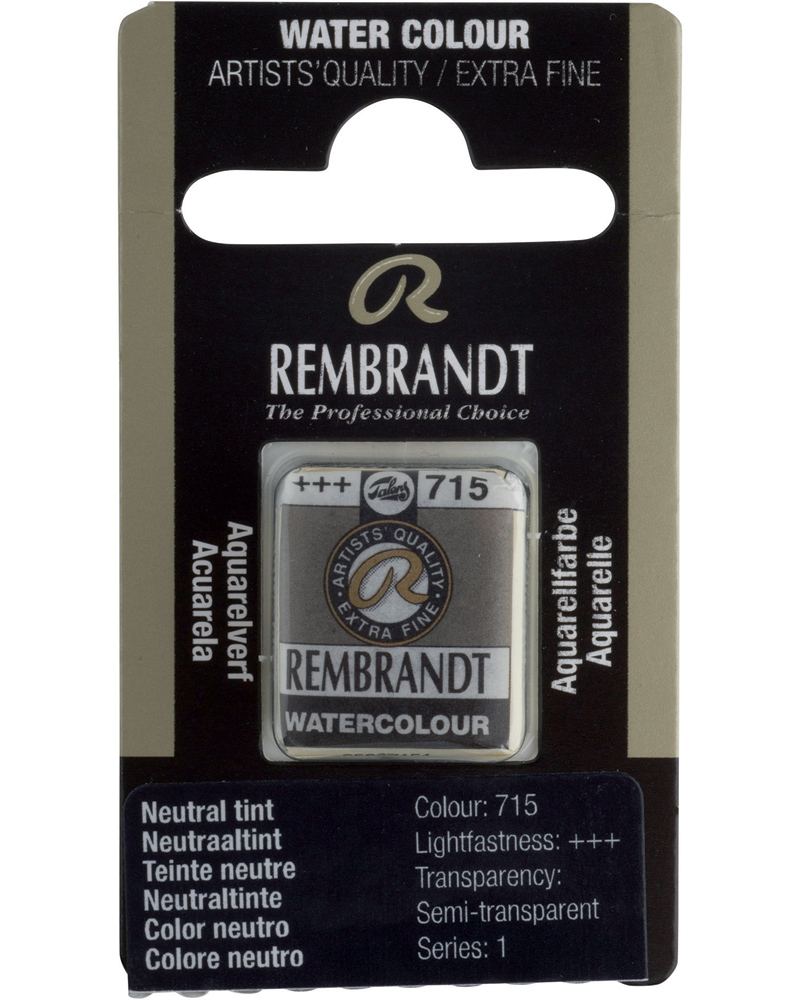 WATER COLOUR
ARTISTS' QUALITY / EXTRA FINE
R
REMBRANDT
The Professional Choice
+++ Talens 715
ARTISTS' QUALITY
R
• EXTRA FINE •
REMBRANDT
WATERCOLOUR
Aquarelverf
Acuarela
Aquarellfarbe
Aquarelle
Neutral tint
Neutraaltint
Teinte neutre
Neutraltinte
Color neutro
Colore neutro
Colour: 715
Lightfastness: +++
Transparency:
Semi-transparent
Series: 1